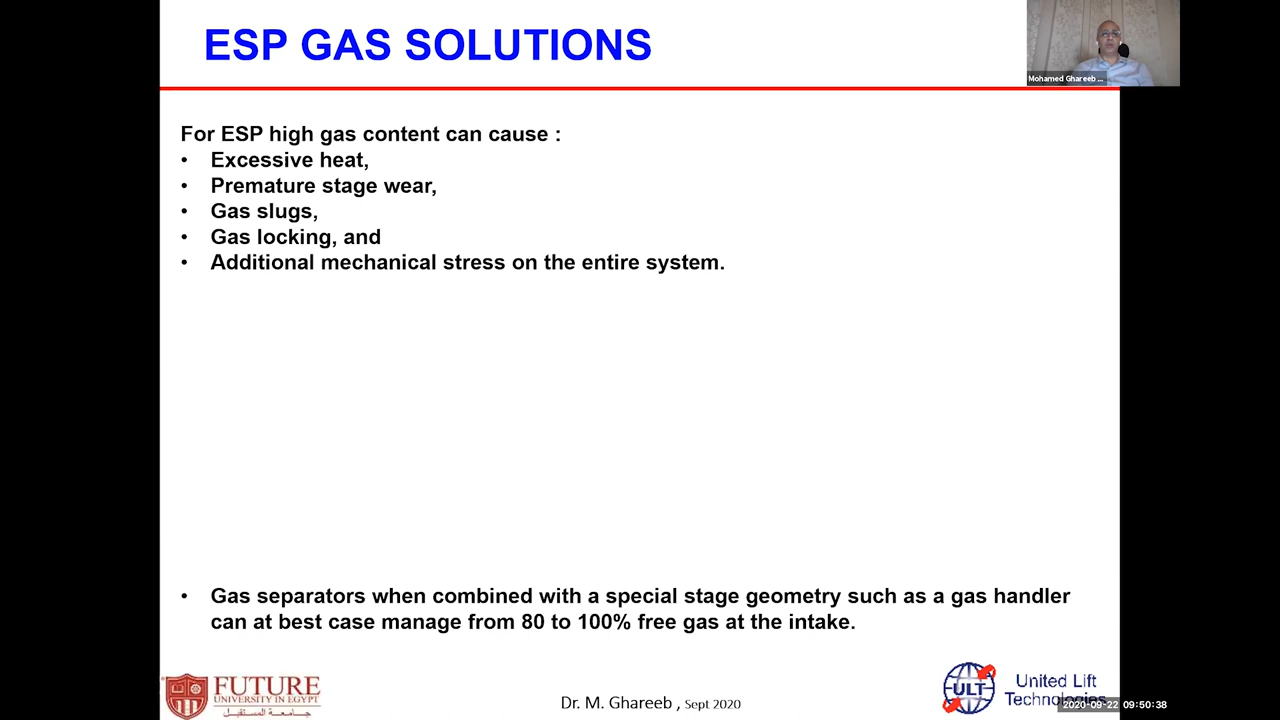 ESP GAS SOLUTIONS
Mohamed Ghareeb ...
For ESP high gas content can cause :
• Excessive heat,
• Premature stage wear,
• Gas slugs,
• Gas locking, and
• Additional mechanical stress on the entire system.
• Gas separators when combined with a special stage geometry such as a gas handler
can at best case manage from 80 to 100% free gas at the intake.
FUTURE
UNIVERSITY IN EGYPT
جامعة المستقبل
Dr. M. Ghareeb , Sept 2020
ULT
United Lift
Technologies
2020-09-22 09:50:38